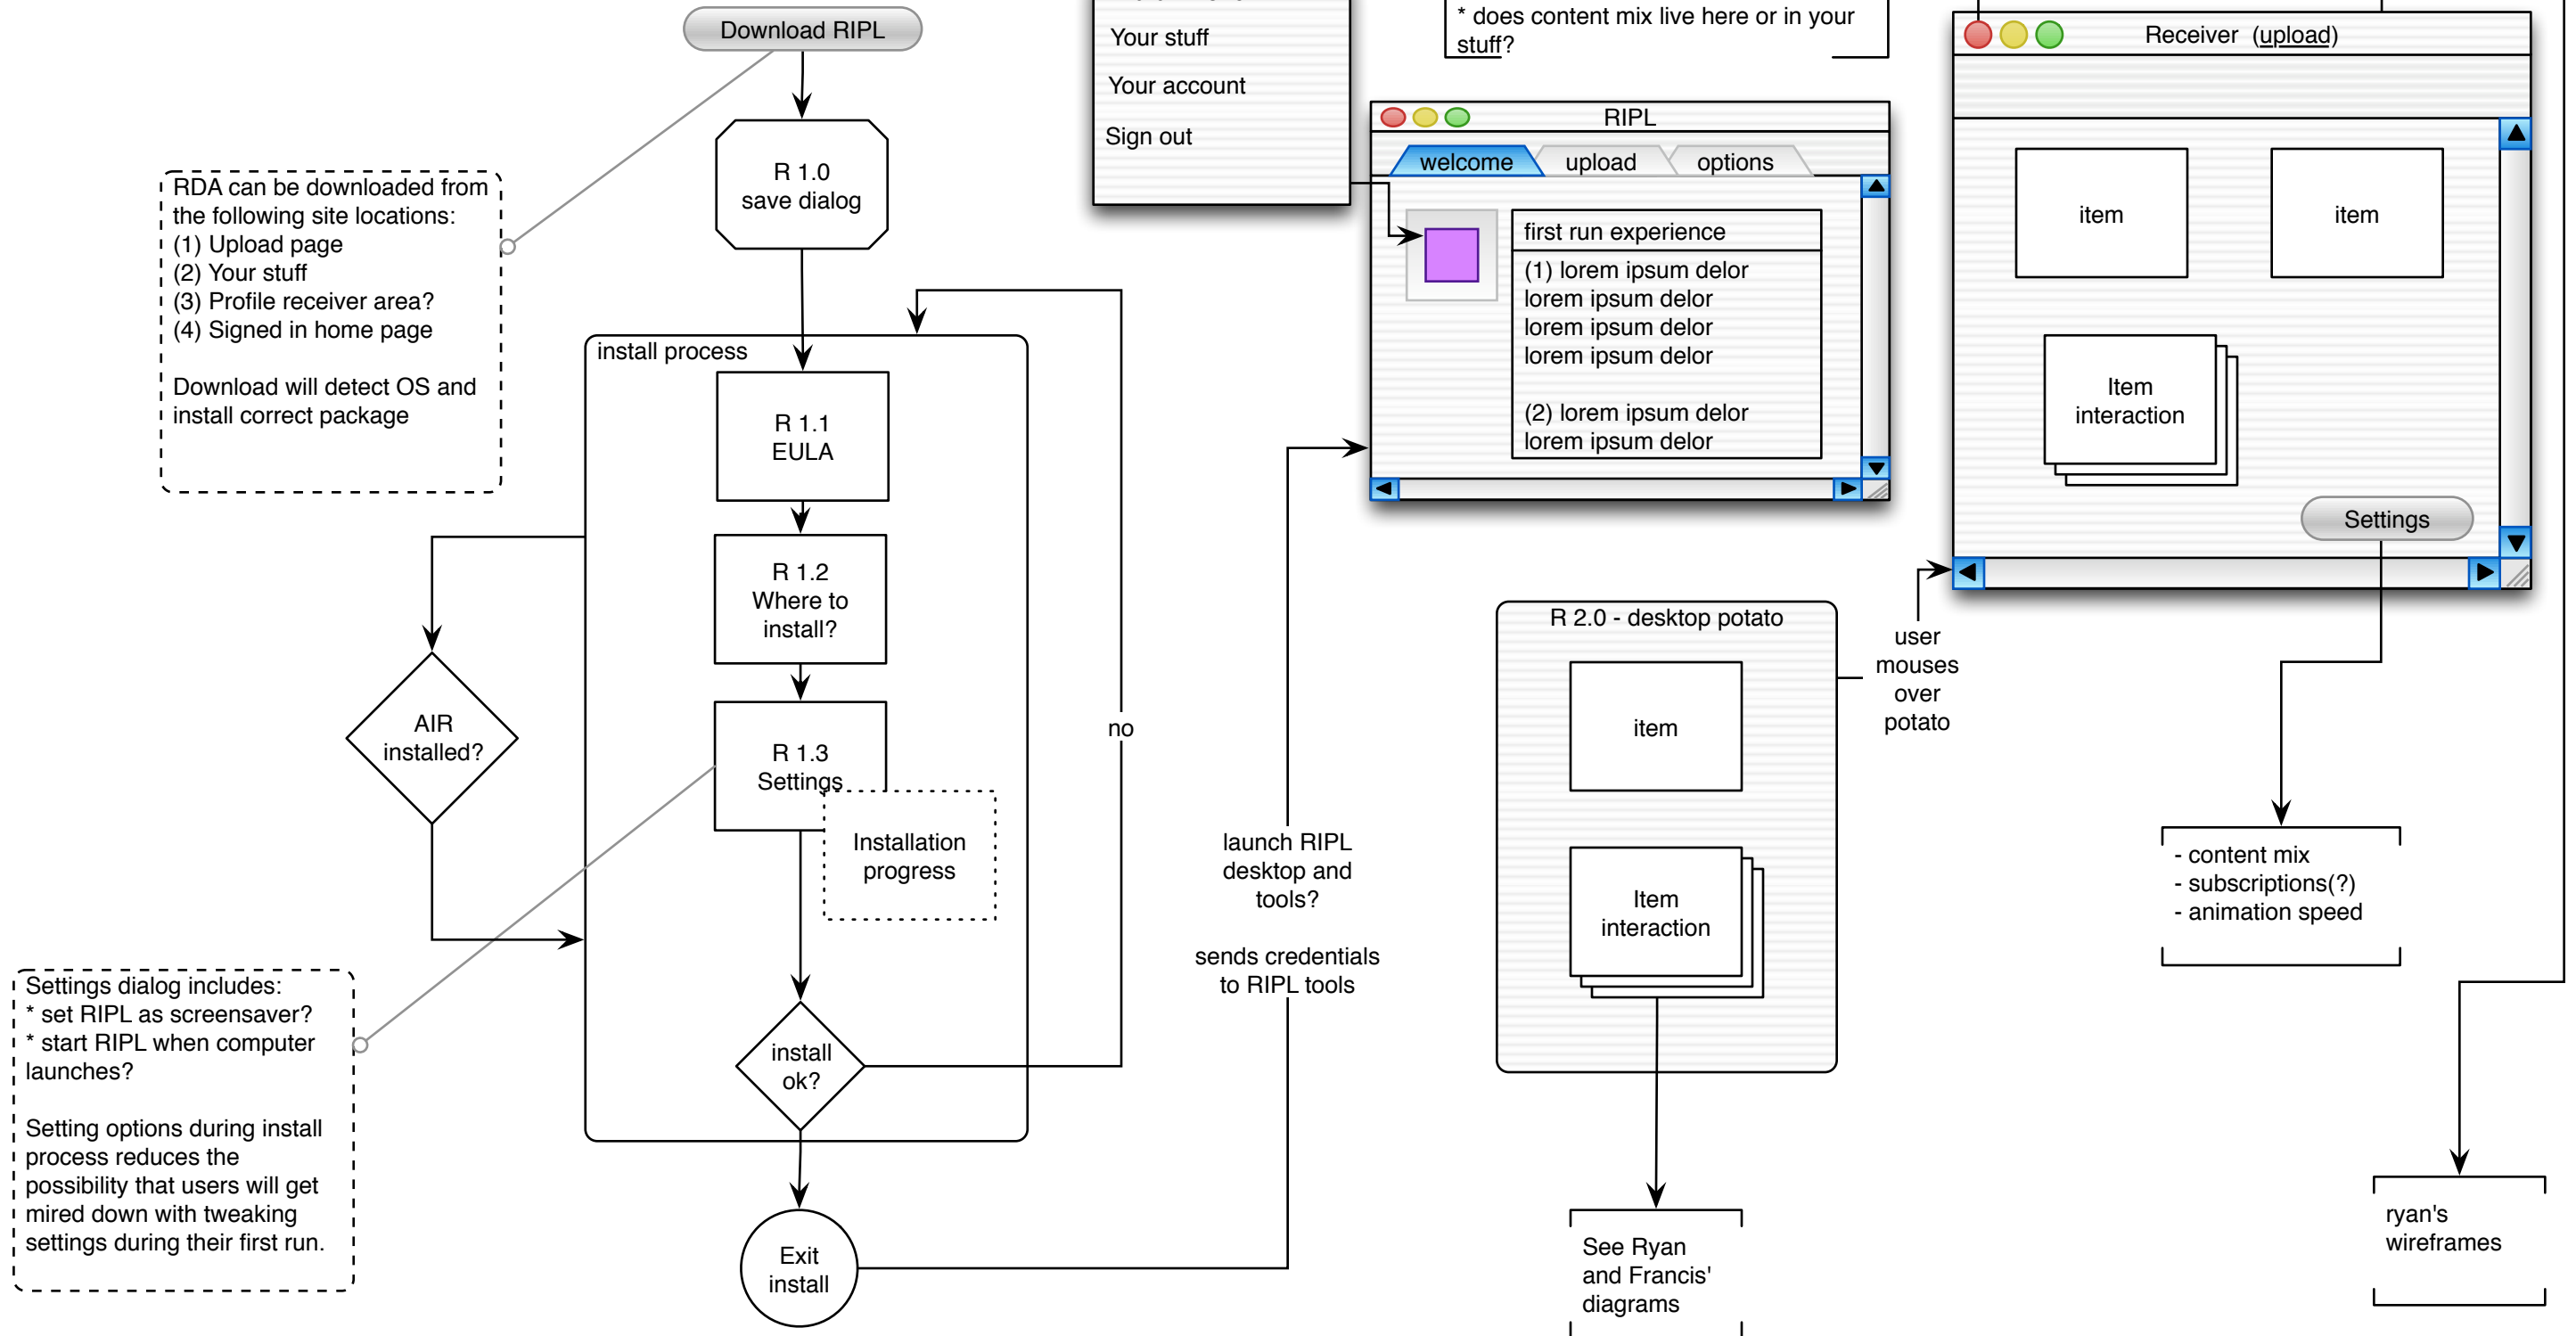 Download RIPL
R 1.0
save dialog
RDA can be downloaded from
the following site locations:
(1) Upload page
(2) Your stuff
(3) Profile receiver area?
(4) Signed in home page
Download will detect OS and
install correct package
install process
R 1.1
EULA
R 1.2
Where to
install?
R 1.3
Settings
Installation
progress
AIR
installed?
Settings dialog includes:
* set RIPL as screensaver?
* start RIPL when computer
launches?
Setting options during install
process reduces the
possibility that users will get
mired down with tweaking
settings during their first run.
install
ok?
no
Exit
install
launch RIPL
desktop and
tools?
sends credentials
to RIPL tools
Your stuff
Your account
Sign out
* does content mix live here or in your
stuff?
RIPL
welcome
upload
options
first run experience
(1) lorem ipsum delor
lorem ipsum delor
lorem ipsum delor
lorem ipsum delor
(2) lorem ipsum delor
lorem ipsum delor
R 2.0 - desktop potato
item
Item
interaction
See Ryan
and Francis'
diagrams
user
mouses
over
potato
Receiver (upload)
item
item
Item
interaction
Settings
- content mix
- subscriptions(?)
- animation speed
ryan's
wireframes